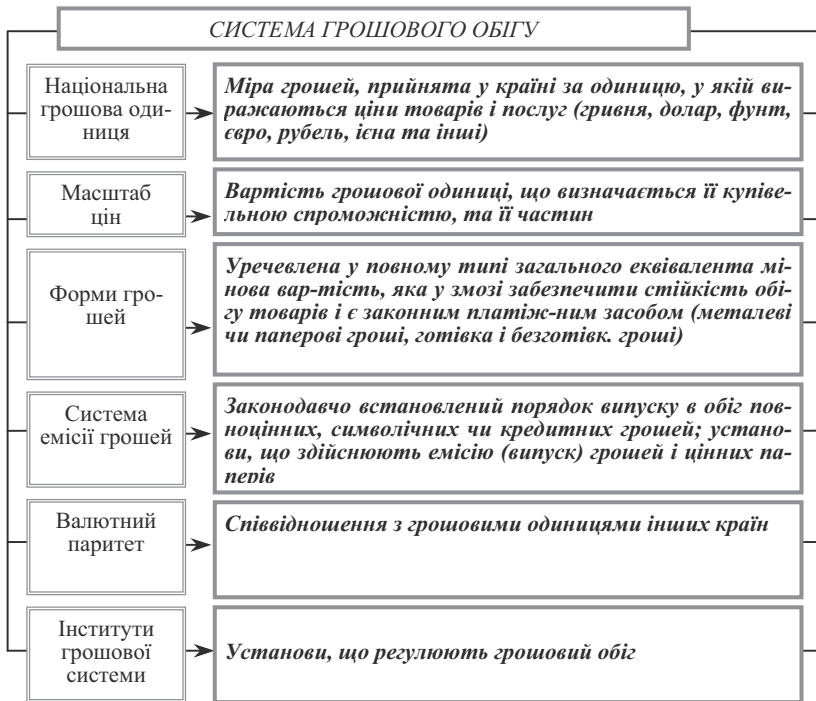 СИСТЕМА ГРОШОВОГО ОБІГУ
Національна
грошова оди-
ниця
Міра грошей, прийнята у країні за одиницю, у якій ви-
ражаються ціни товарів і послуг (гривня, долар, фунт,
євро, рубель, ієна та інші)
Масштаб
цін
Вартість грошової одиниці, що визначається її купіве-
льною спроможністю, та її частин
Форми гро-
шей
Уречевлена у повному типі загального еквівалента мі-
нова вар-тість, яка у змозі забезпечити стійкість обі-
гу товарів і є законним платіж-ним засобом (металеві
чи паперові гроші, готівка і безготівк. гроші)
Система
емісії грошей
Законодавчо встановлений порядок випуску в обіг пов-
ноцінних, символічних чи кредитних грошей; устано-
ви, що здійснюють емісію (випуск) грошей і цінних па-
перів
Валютний
паритет
Співвідношення з грошовими одиницями інших країн
Інститути
грошової
системи
Установи, що регулюють грошовий обіг